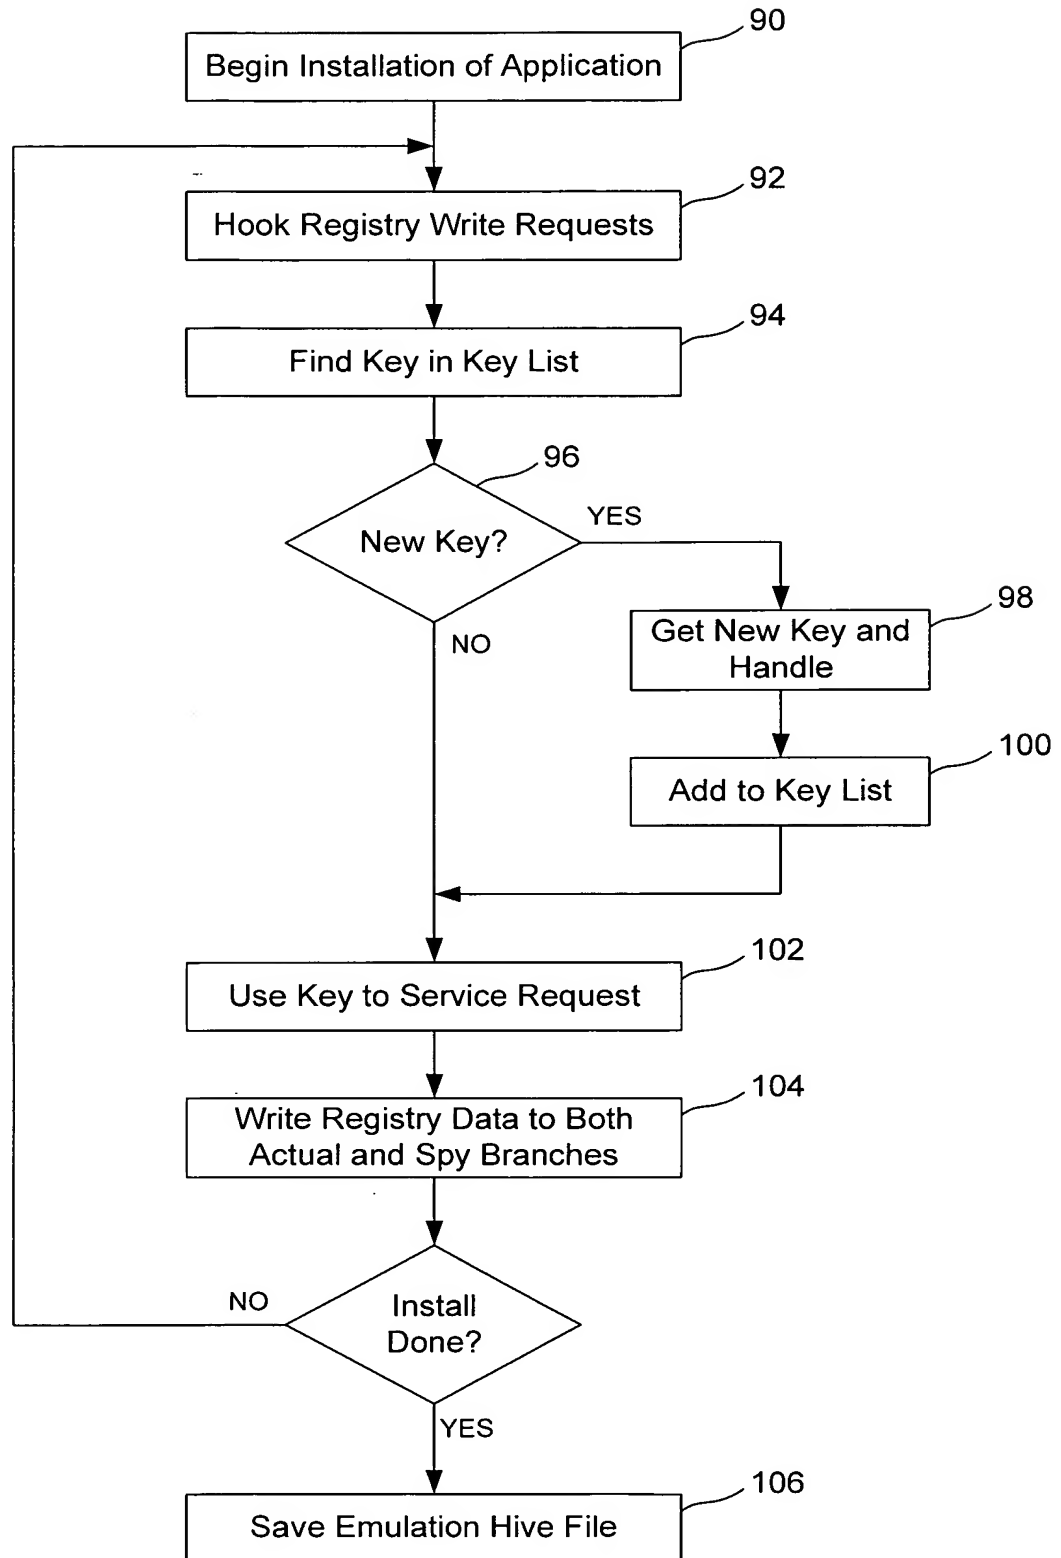 90
Begin Installation of Application
92
Hook Registry Write Requests
94
Find Key in Key List
96
New Key?
YES
NO
98
Get New Key and
Handle
100
Add to Key List
102
Use Key to Service Request
104
Write Registry Data to Both
Actual and Spy Branches
NO
Install
Done?
YES
106
Save Emulation Hive File